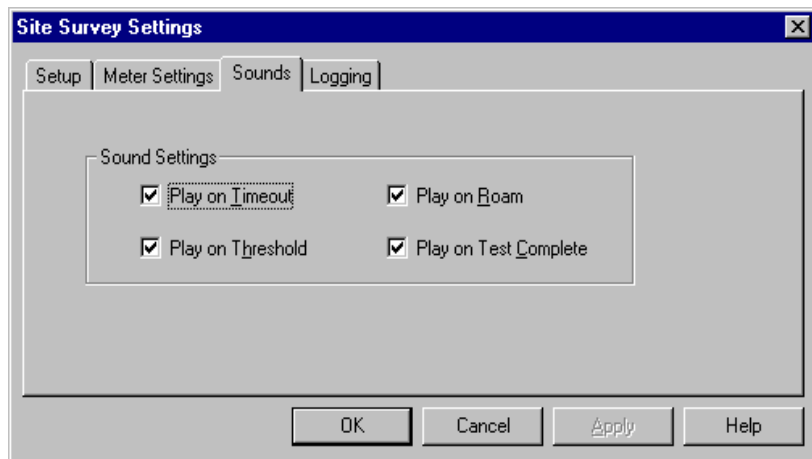 Site Survey Settings
Setup Meter Settings Sounds Logging
Sound Settings
Play on Timeout Play on Roam
Play on Threshold Play on Test Complete
OK Cancel Apply Help